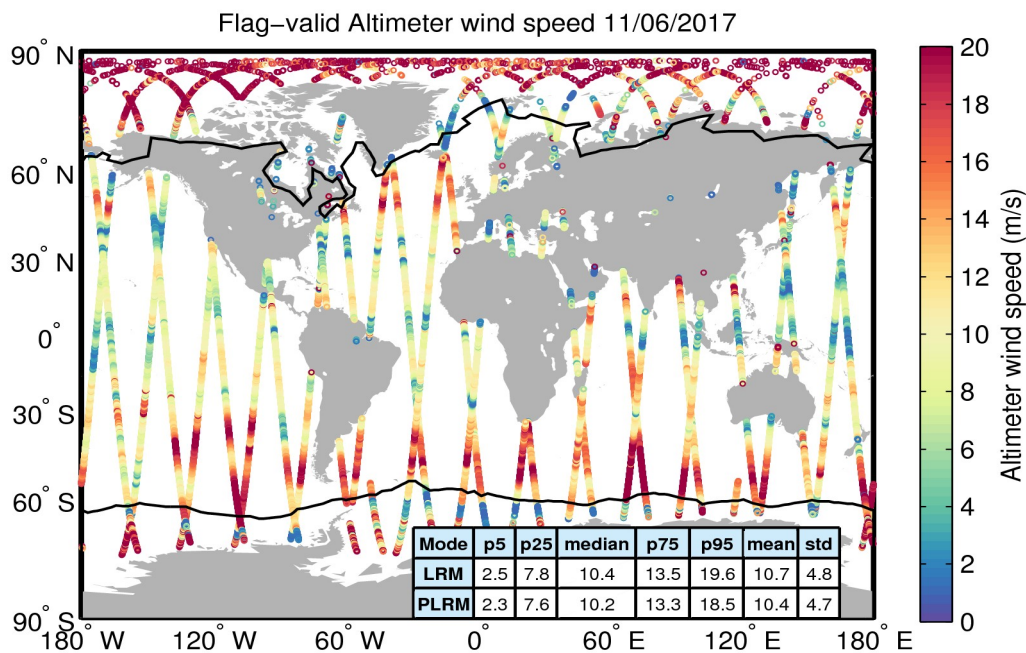 Flag−valid Altimeter wind speed 11/06/2017
90° N
60° N
30° N
0°
30° S
60° S
90° S
180° W
120° W
60° W
0°
60° E
120° E
180° E
Mode p5 p25 median p75 p95 mean std
LRM 2.5 7.8 10.4 13.5 19.6 10.7 4.8
PLRM 2.3 7.6 10.2 13.3 18.5 10.4 4.7
20
18
16
14
12
10
8
6
4
2
0
Altimeter wind speed (m/s)